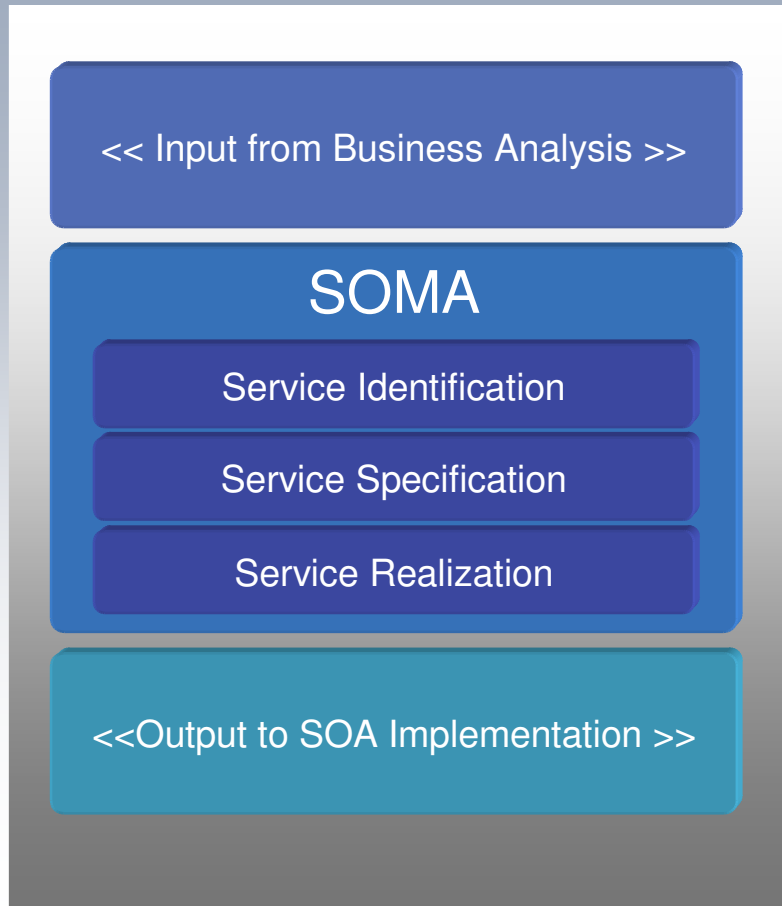 << Input from Business Analysis >>
SOMA
Service Identification
Service Specification
Service Realization
<<Output to SOA Implementation >>